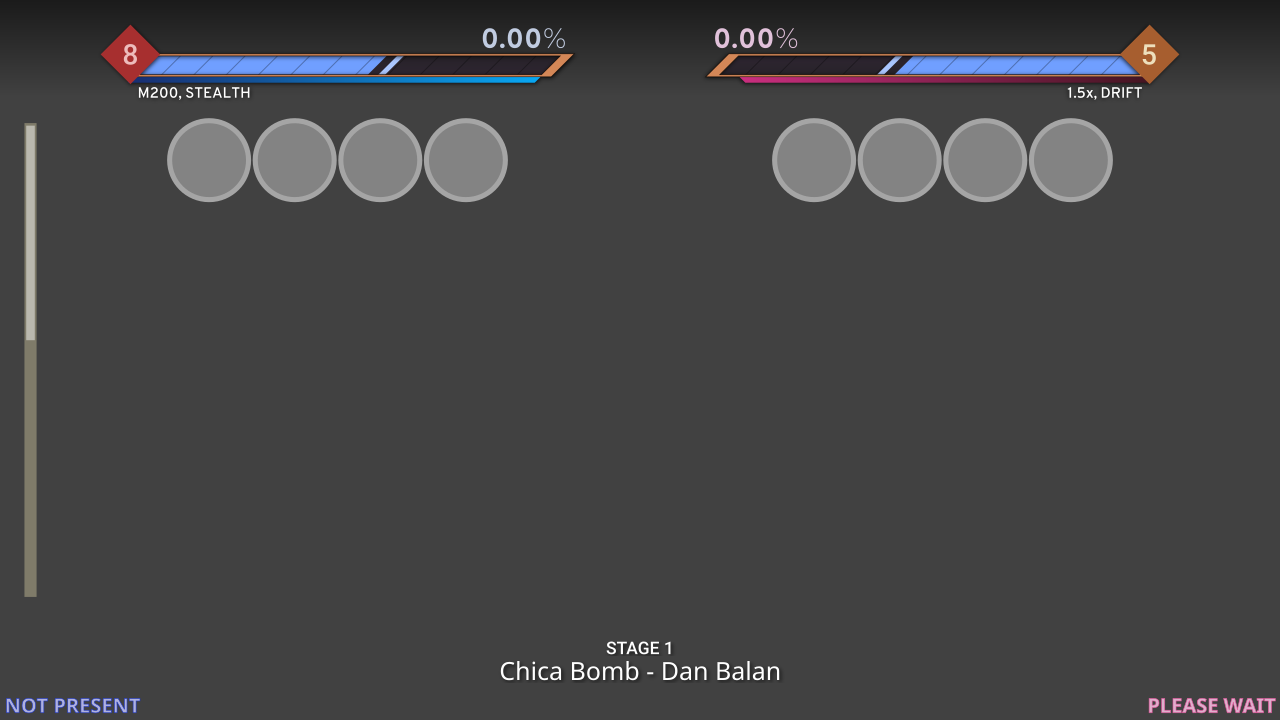 8
0.00%
0.00%
5
M200, STEALTH
1.5x, DRIFT
STAGE 1
Chica Bomb - Dan Balan
NOT PRESENT
PLEASE WAIT